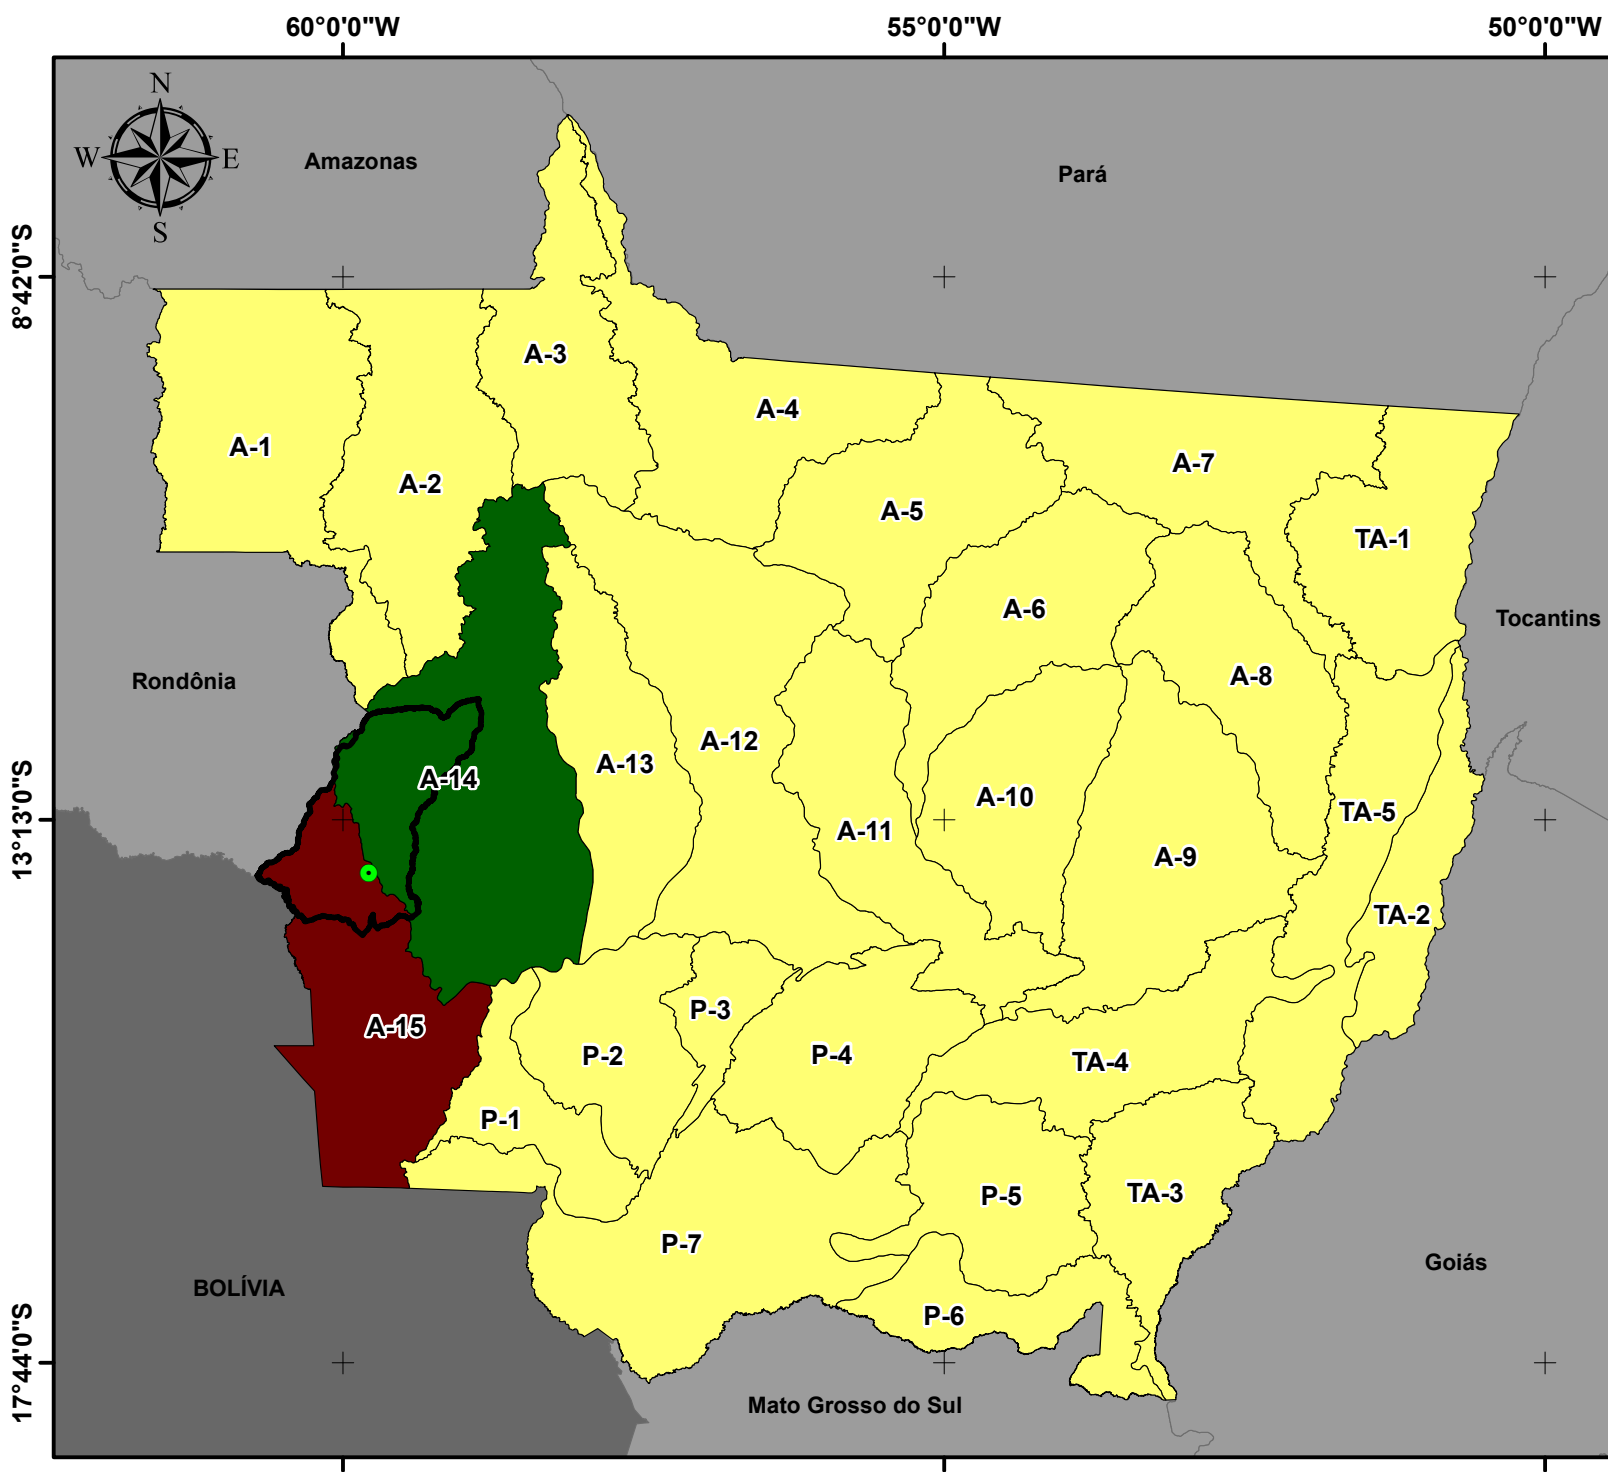 60°0'0"W 55°0'0"W 50°0'0"W
N
W E
S
Amazonas
Pará
8°42'0"S
A-3
A-4
A-1
A-7
A-2
A-5
TA-1
A-6
Tocantins
Rondônia
A-8
A-12
A-13
A-14
A-10
TA-5
13°13'0"S
A-11
A-9
TA-2
P-3
A-15
P-2
P-4
TA-4
P-1
TA-3
P-5
P-7
Goiás
BOLÍVIA
P-6
17°44'0"S
Mato Grosso do Sul